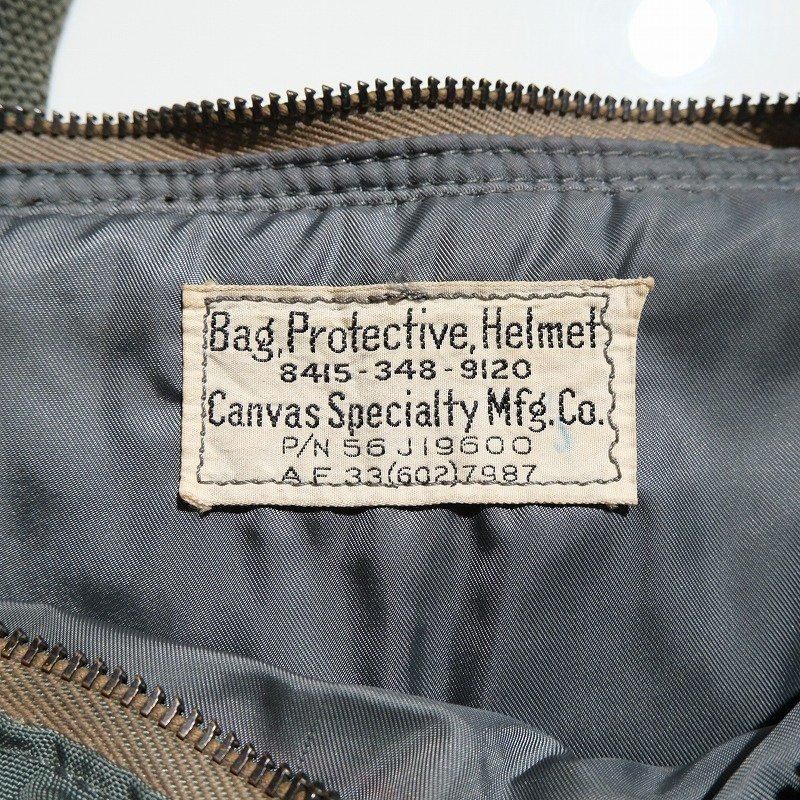 Bag, Protective, Helmet
8415-348-9120
Canvas Specialty Mfg. Co.
P/N 56J19600
AF 33(602)7987